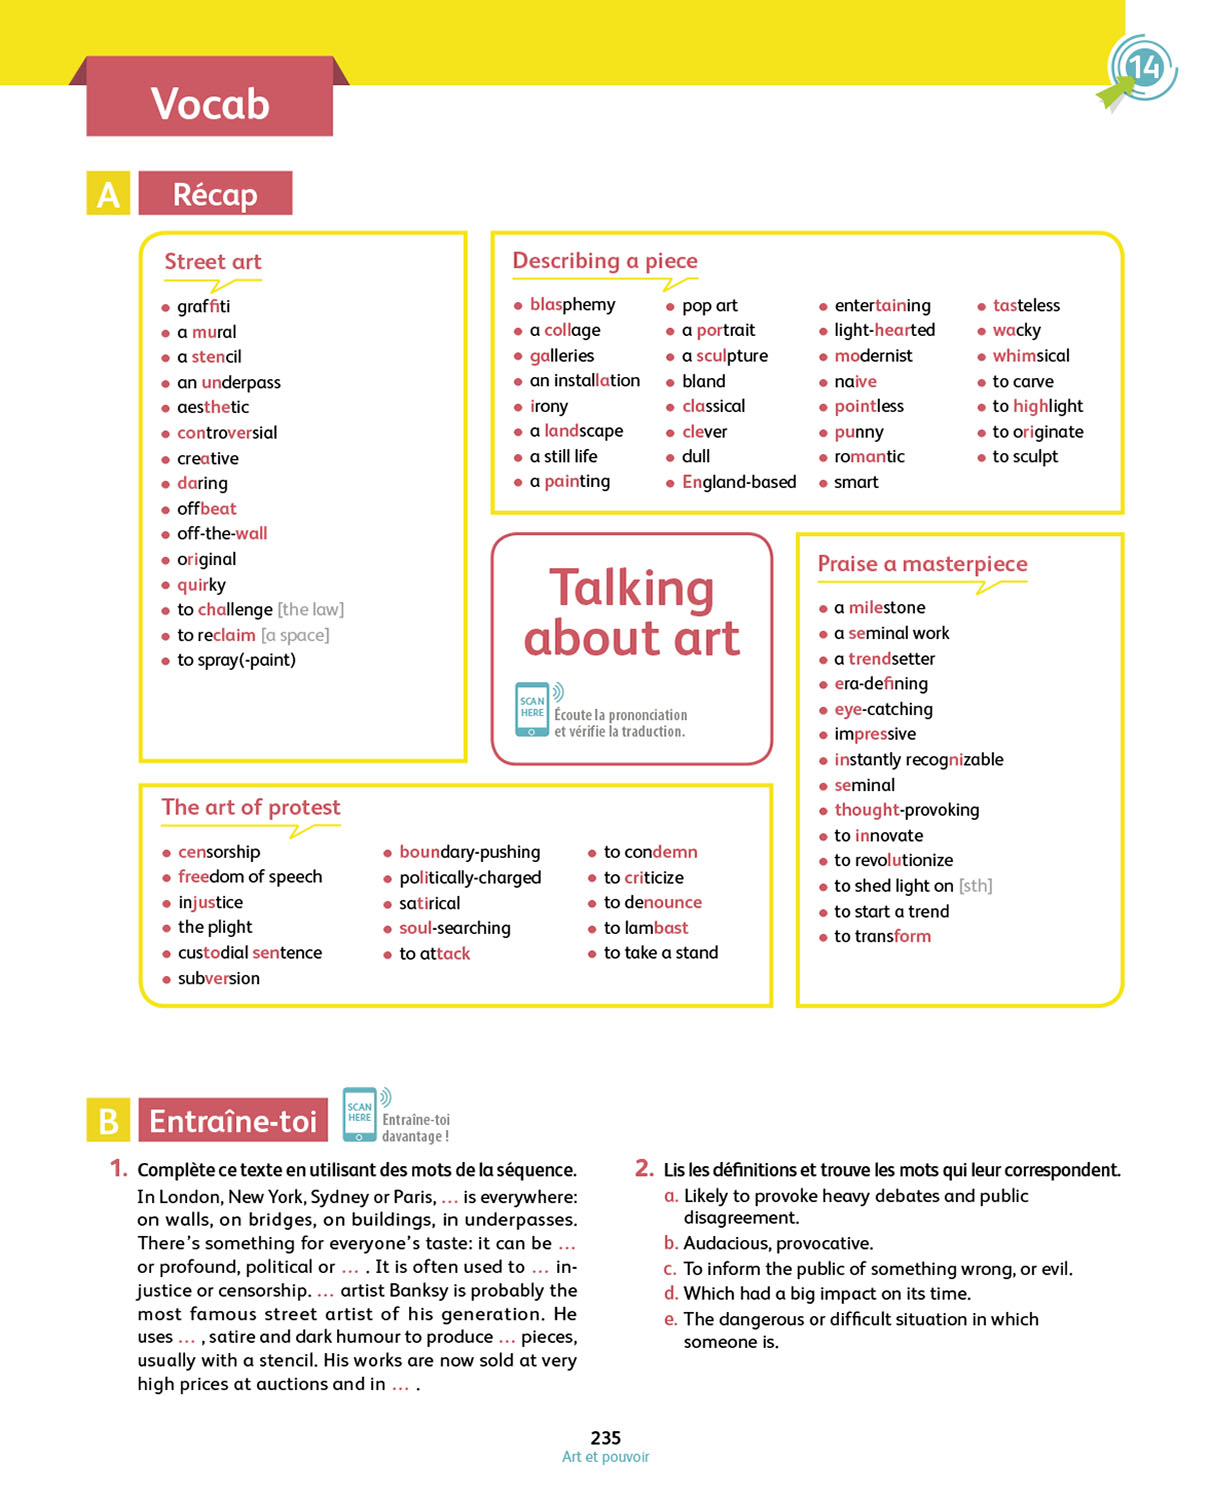 14
Vocab
A Récap
Street art
• graffiti
• a mural
• a stencil
• an underpass
• aesthetic
• controversial
• creative
• daring
• offbeat
• off-the-wall
• original
• quirky
• to challenge [the law]
• to reclaim [a space]
• to spray(-paint)
Describing a piece
• blasphemy
• a collage
• galleries
• an installation
• irony
• a landscape
• a still life
• a painting
• pop art
• a portrait
• a sculpture
• bland
• classical
• clever
• dull
• England-based
• entertaining
• light-hearted
• modernist
• naive
• pointless
• punny
• romantic
• smart
• tasteless
• wacky
• whimsical
• to carve
• to highlight
• to originate
• to sculpt
Talking
about art
SCAN
HERE
Écoute la prononciation
et vérifie la traduction.
Praise a masterpiece
• a milestone
• a seminal work
• a trendsetter
• era-defining
• eye-catching
• impressive
• instantly recognizable
• seminal
• thought-provoking
• to innovate
• to revolutionize
• to shed light on [sth]
• to start a trend
• to transform
The art of protest
• censorship
• freedom of speech
• injustice
• the plight
• custodial sentence
• subversion
• boundary-pushing
• politically-charged
• satirical
• soul-searching
• to attack
• to condemn
• to criticize
• to denounce
• to lambast
• to take a stand
B Entraîne-toi
SCAN
HERE
Entraîne-toi
davantage !
1. Complète ce texte en utilisant des mots de la séquence.
In London, New York, Sydney or Paris, ... is everywhere:
on walls, on bridges, on buildings, in underpasses.
There's something for everyone's taste: it can be ...
or profound, political or ... . It is often used to ... in-
justice or censorship. ... artist Banksy is probably the
most famous street artist of his generation. He
uses ... , satire and dark humour to produce ... pieces,
usually with a stencil. His works are now sold at very
high prices at auctions and in ... .
2. Lis les définitions et trouve les mots qui leur correspondent.
a. Likely to provoke heavy debates and public
disagreement.
b. Audacious, provocative.
c. To inform the public of something wrong, or evil.
d. Which had a big impact on its time.
e. The dangerous or difficult situation in which
someone is.
235
Art et pouvoir